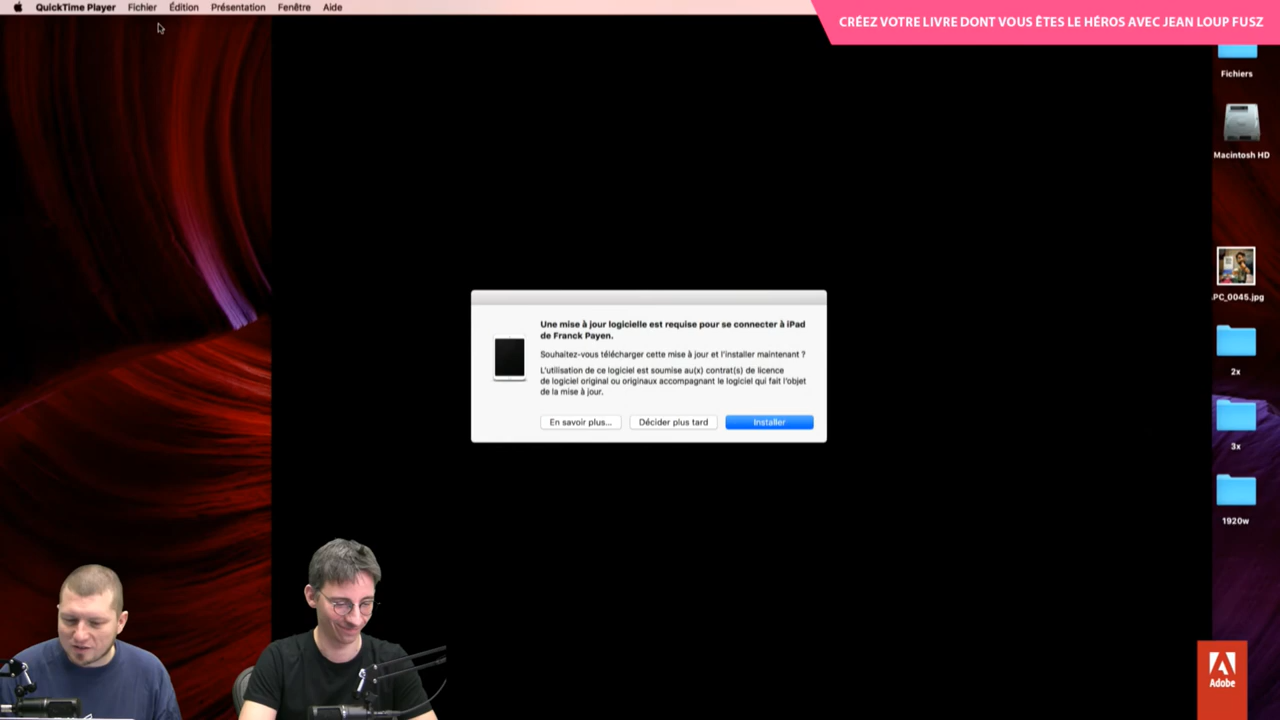 QuickTime Player Fichier Édition Présentation Fenêtre Aide
CRÉEZ VOTRE LIVRE DONT VOUS ÊTES LE HÉROS AVEC JEAN LOUP FUSZ
Fichiers
Macintosh HD
PC_0045.jpg
2x
3x
1920w
Une mise à jour logicielle est requise pour se connecter à iPad
de Franck Payen.
Souhaitez-vous télécharger cette mise à jour et l'installer maintenant ?
L'utilisation de ce logiciel est soumise au(x) contrat(s) de licence
de logiciel original ou originaux accompagnant le logiciel qui fait l'objet
de la mise à jour.
En savoir plus... Décider plus tard Installer
Adobe